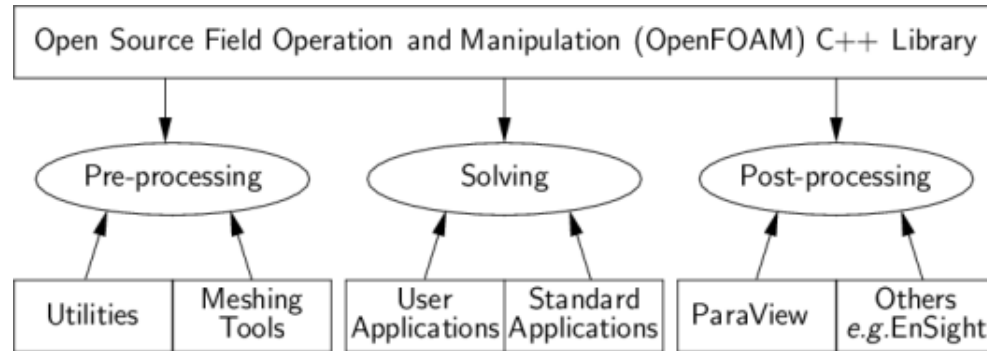 Open Source Field Operation and Manipulation (OpenFOAM) C++ Library
Pre-processing
Solving
Post-processing
Utilities
Meshing
Tools
User
Applications
Standard
Applications
ParaView
Others
e.g.EnSight